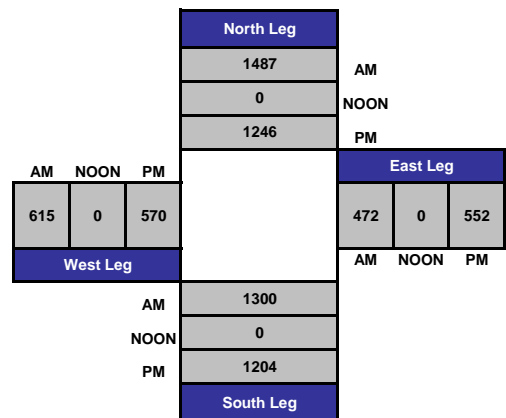 North Leg
1487 AM
0 NOON
1246 PM
AM NOON PM
East Leg
615 0 570
472 0 552
West Leg
AM NOON PM
AM 1300
NOON 0
PM 1204
South Leg